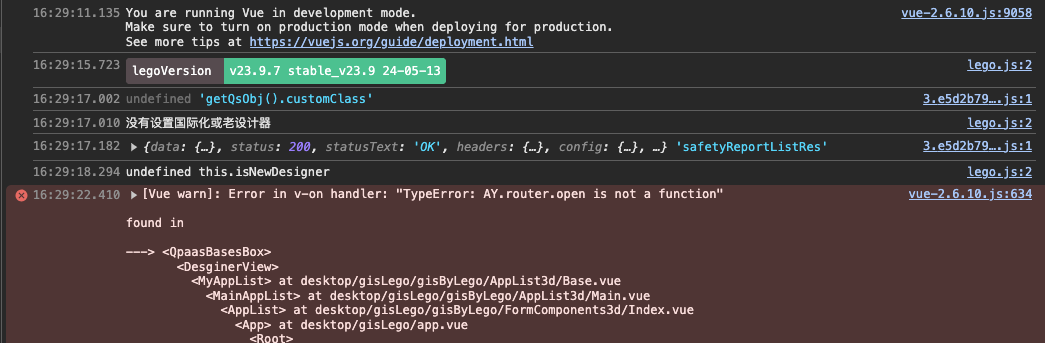 16:29:11.135 You are running Vue in development mode. vue-2.6.10.js:9058
Make sure to turn on production mode when deploying for production.
See more tips at https://vuejs.org/guide/deployment.html
16:29:15.723 legoVersion v23.9.7 stable_v23.9 24-05-13 lego.js:2
16:29:17.002 undefined 'getQsObj().customClass' 3.e5d2b79….js:1
16:29:17.010 没有设置国际化或老设计器 lego.js:2
16:29:17.182 ▶ {data: {…}, status: 200, statusText: 'OK', headers: {…}, config: {…}, …} 'safetyReportListRes' 3.e5d2b79….js:1
16:29:18.294 undefined this.isNewDesigner lego.js:2
16:29:22.410 ▶ [Vue warn]: Error in v-on handler: "TypeError: AY.router.open is not a function" vue-2.6.10.js:634
found in
---> <QpaasBasesBox>
<DesginerView>
<MyAppList> at desktop/gisLego/gisByLego/AppList3d/Base.vue
<MainAppList> at desktop/gisLego/gisByLego/AppList3d/Main.vue
<AppList> at desktop/gisLego/gisByLego/FormComponents3d/Index.vue
<App> at desktop/gisLego/app.vue
<Root>